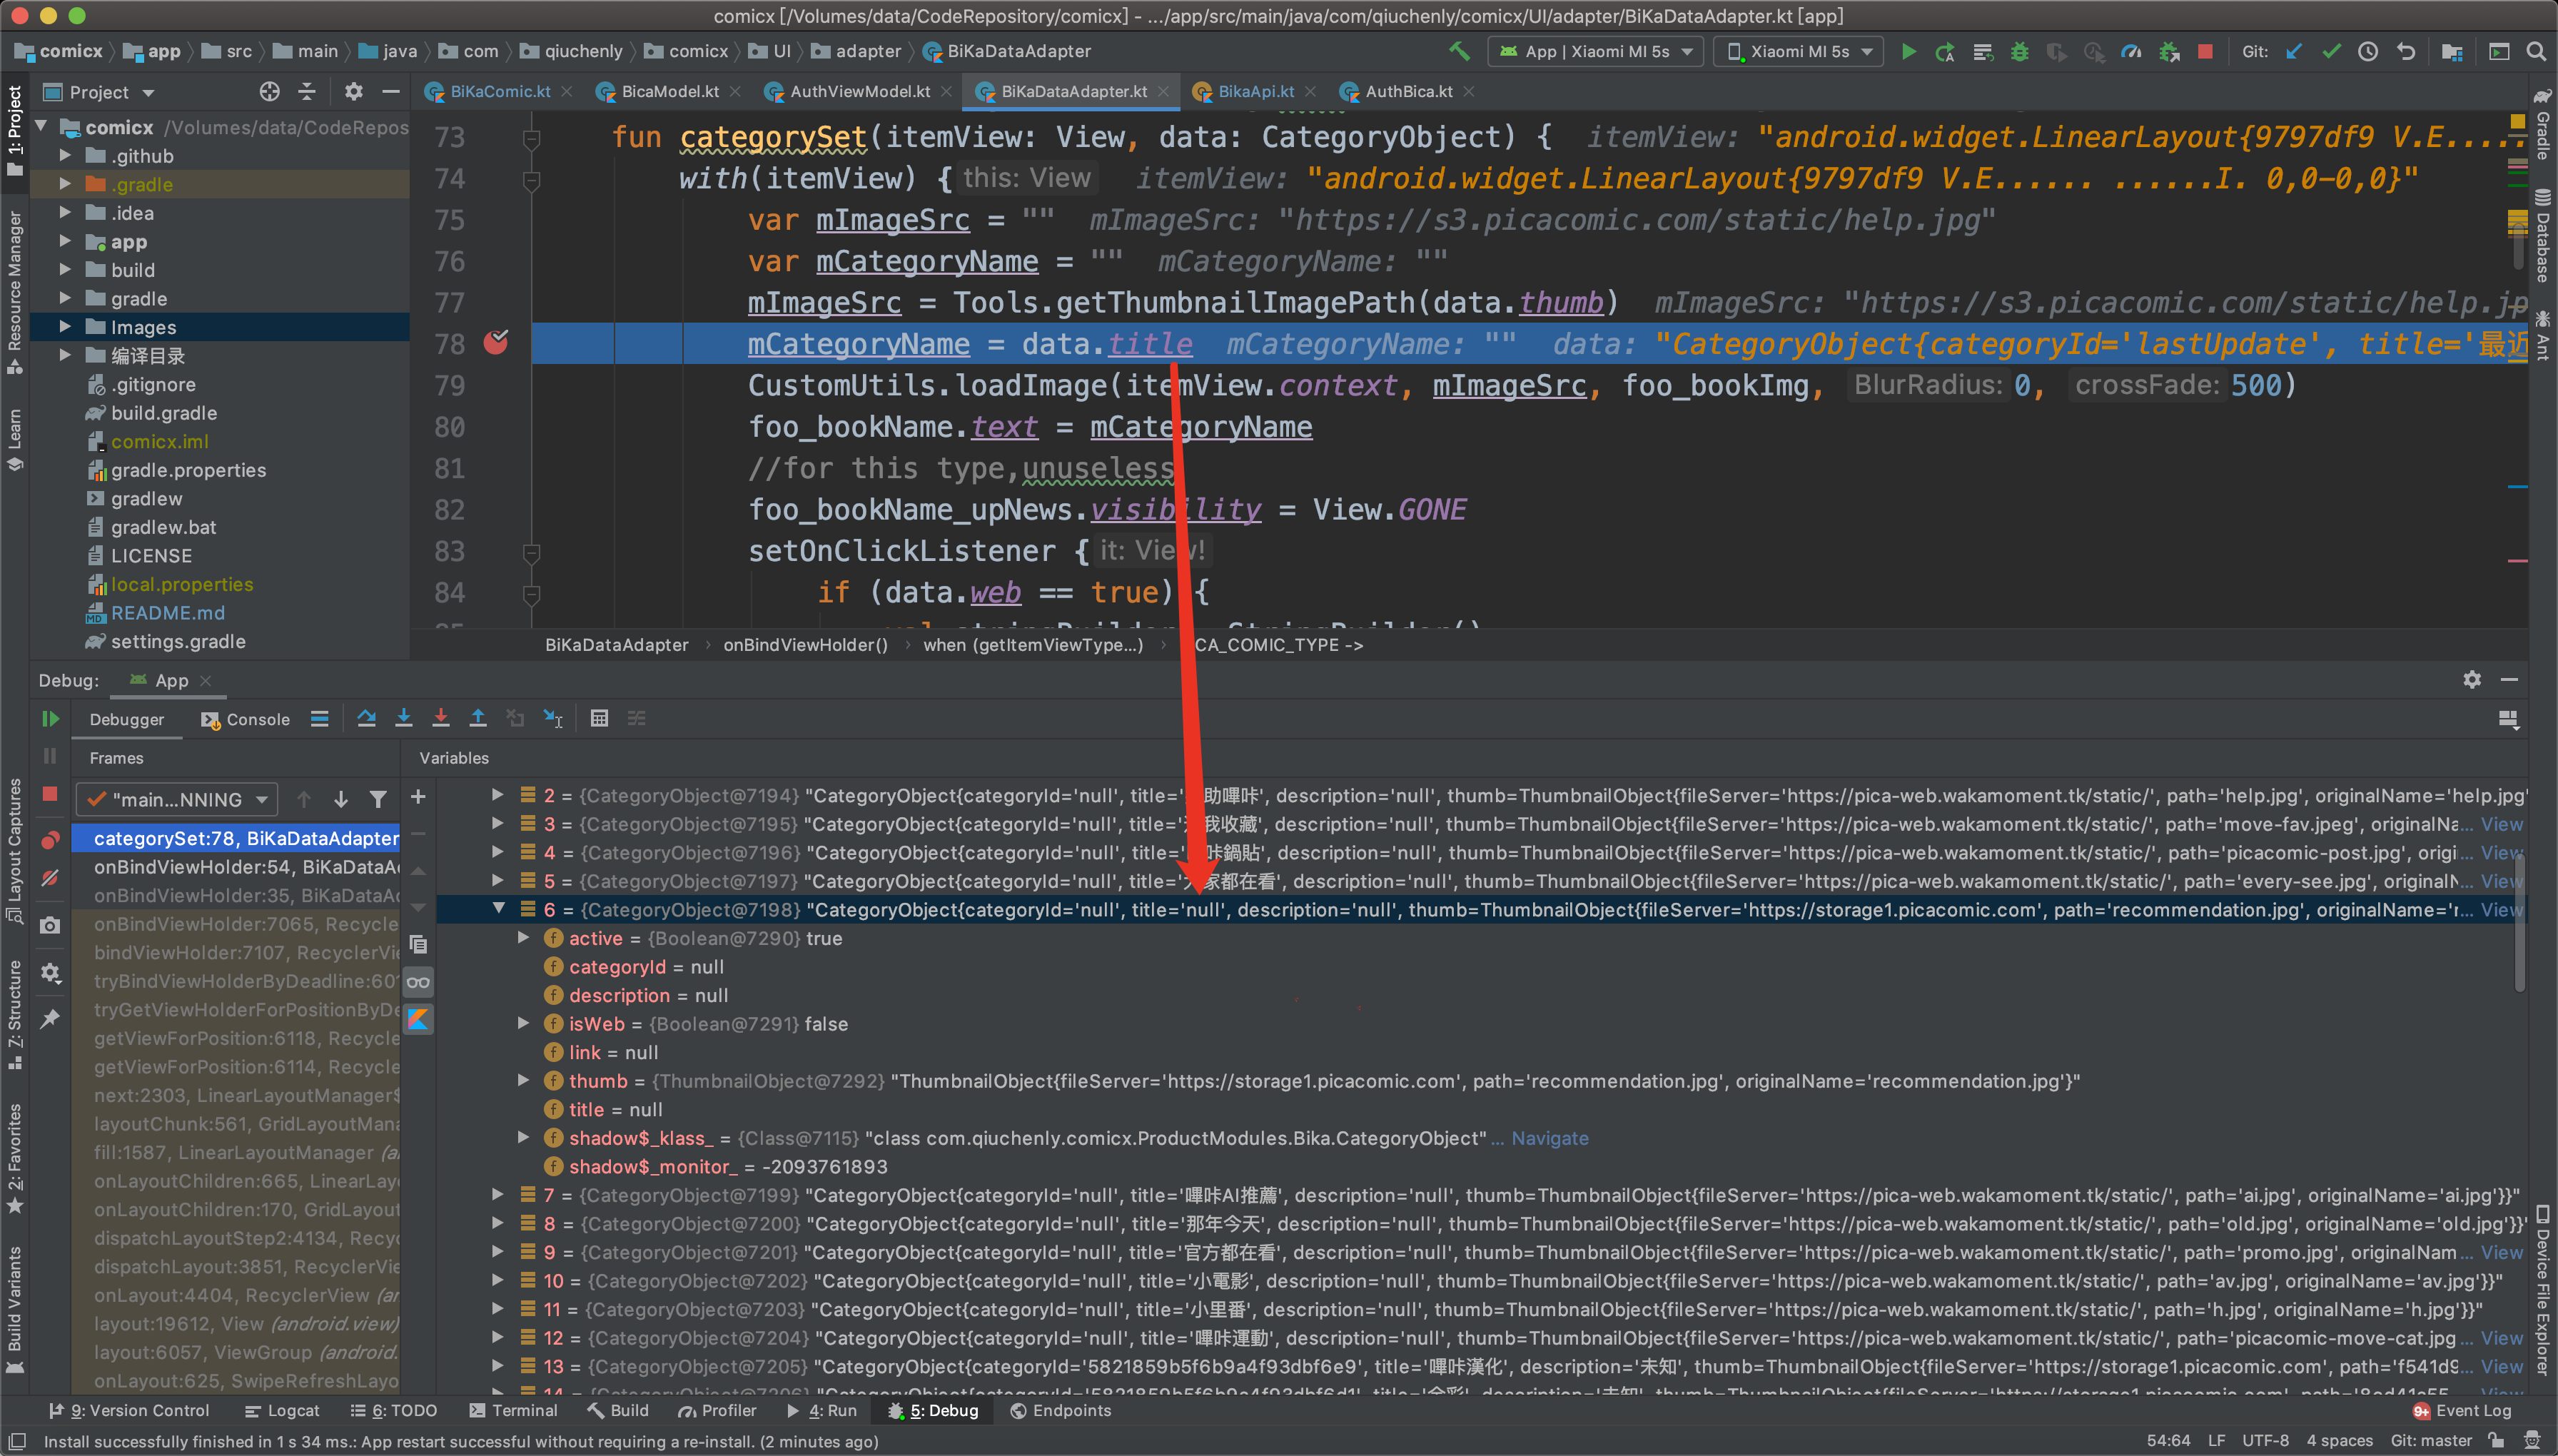 comicx [/Volumes/data/CodeRepository/comicx] - .../app/src/main/java/com/qiuchenly/comicx/UI/adapter/BiKaDataAdapter.kt [app]
comicx app src main java com qiuchenly comicx UI adapter BiKaDataAdapter
App | Xiaomi MI 5s Xiaomi MI 5s Git:
Project BiKaComic.kt BicaModel.kt AuthViewModel.kt BiKaDataAdapter.kt BikaApi.kt AuthBica.kt
1: Project
Resource Manager
Learn
Layout Captures
7: Structure
2: Favorites
Build Variants
comicx /Volumes/data/CodeRepos
.github
.gradle
.idea
app
build
gradle
Images
编译目录
.gitignore
build.gradle
comicx.iml
gradle.properties
gradlew
gradlew.bat
LICENSE
local.properties
README.md
settings.gradle
73 fun categorySet(itemView: View, data: CategoryObject) { itemView: "android.widget.LinearLayout{9797df9 V.E.....
74 with(itemView) { this: View itemView: "android.widget.LinearLayout{9797df9 V.E...... ......I. 0,0-0,0}"
75 var mImageSrc = "" mImageSrc: "https://s3.picacomic.com/static/help.jpg"
76 var mCategoryName = "" mCategoryName: ""
77 mImageSrc = Tools.getThumbnailImagePath(data.thumb) mImageSrc: "https://s3.picacomic.com/static/help.jp
78 mCategoryName = data.title mCategoryName: "" data: "CategoryObject{categoryId='lastUpdate', title='最近
79 CustomUtils.loadImage(itemView.context, mImageSrc, foo_bookImg, BlurRadius: 0, crossFade: 500)
80 foo_bookName.text = mCategoryName
81 //for this type,unuseless
82 foo_bookName_upNews.visibility = View.GONE
83 setOnClickListener { it: View!
84 if (data.web == true) {
BiKaDataAdapter onBindViewHolder() when (getItemViewType...) CA_COMIC_TYPE ->
Gradle
Database
Ant
Device File Explorer
Debug: App
Debugger Console
Frames Variables
"main...NNING
categorySet:78, BiKaDataAdapter
onBindViewHolder:54, BiKaDataA
onBindViewHolder:35, BiKaDataAc
onBindViewHolder:7065, Recycle
bindViewHolder:7107, RecyclerVie
tryBindViewHolderByDeadline:601
tryGetViewHolderForPositionByDe
getViewForPosition:6118, Recycle
getViewForPosition:6114, Recycle
next:2303, LinearLayoutManager$
layoutChunk:561, GridLayoutMana
fill:1587, LinearLayoutManager (a
onLayoutChildren:665, LinearLay
onLayoutChildren:170, GridLayout
dispatchLayoutStep2:4134, Recyc
dispatchLayout:3851, RecyclerVie
onLayout:4404, RecyclerView (ar
layout:19612, View (android.view)
layout:6057, ViewGroup (android.
onLayout:625, SwipeRefreshLayo
2 = {CategoryObject@7194} "CategoryObject{categoryId='null', title='助嗶咔', description='null', thumb=ThumbnailObject{fileServer='https://pica-web.wakamoment.tk/static/', path='help.jpg', originalName='help.jpg'
3 = {CategoryObject@7195} "CategoryObject{categoryId='null', title='我收藏', description='null', thumb=ThumbnailObject{fileServer='https://pica-web.wakamoment.tk/static/', path='move-fav.jpeg', originalNa... View
4 = {CategoryObject@7196} "CategoryObject{categoryId='null', title='咔鍋貼', description='null', thumb=ThumbnailObject{fileServer='https://pica-web.wakamoment.tk/static/', path='picacomic-post.jpg', origi... View
5 = {CategoryObject@7197} "CategoryObject{categoryId='null', title='大家都在看', description='null', thumb=ThumbnailObject{fileServer='https://pica-web.wakamoment.tk/static/', path='every-see.jpg', originalN... View
6 = {CategoryObject@7198} "CategoryObject{categoryId='null', title='null', description='null', thumb=ThumbnailObject{fileServer='https://storage1.picacomic.com', path='recommendation.jpg', originalName='r... View
active = {Boolean@7290} true
categoryId = null
description = null
isWeb = {Boolean@7291} false
link = null
thumb = {ThumbnailObject@7292} "ThumbnailObject{fileServer='https://storage1.picacomic.com', path='recommendation.jpg', originalName='recommendation.jpg'}"
title = null
shadow$_klass_ = {Class@7115} "class com.qiuchenly.comicx.ProductModules.Bika.CategoryObject" ... Navigate
shadow$_monitor_ = -2093761893
7 = {CategoryObject@7199} "CategoryObject{categoryId='null', title='嗶咔AI推薦', description='null', thumb=ThumbnailObject{fileServer='https://pica-web.wakamoment.tk/static/', path='ai.jpg', originalName='ai.jpg'}}"
8 = {CategoryObject@7200} "CategoryObject{categoryId='null', title='那年今天', description='null', thumb=ThumbnailObject{fileServer='https://pica-web.wakamoment.tk/static/', path='old.jpg', originalName='old.jpg'}}"
9 = {CategoryObject@7201} "CategoryObject{categoryId='null', title='官方都在看', description='null', thumb=ThumbnailObject{fileServer='https://pica-web.wakamoment.tk/static/', path='promo.jpg', originalNam... View
10 = {CategoryObject@7202} "CategoryObject{categoryId='null', title='小電影', description='null', thumb=ThumbnailObject{fileServer='https://pica-web.wakamoment.tk/static/', path='av.jpg', originalName='av.jpg'}}"
11 = {CategoryObject@7203} "CategoryObject{categoryId='null', title='小里番', description='null', thumb=ThumbnailObject{fileServer='https://pica-web.wakamoment.tk/static/', path='h.jpg', originalName='h.jpg'}}"
12 = {CategoryObject@7204} "CategoryObject{categoryId='null', title='嗶咔運動', description='null', thumb=ThumbnailObject{fileServer='https://pica-web.wakamoment.tk/static/', path='picacomic-move-cat.jpg... View
13 = {CategoryObject@7205} "CategoryObject{categoryId='5821859b5f6b9a4f93dbf6e9', title='嗶咔漢化', description='未知', thumb=ThumbnailObject{fileServer='https://storage1.picacomic.com', path='f541d9... View
9: Version Control Logcat 6: TODO Terminal Build Profiler 4: Run 5: Debug Endpoints 9+ Event Log
Install successfully finished in 1 s 34 ms.: App restart successful without requiring a re-install. (2 minutes ago) 54:64 LF UTF-8 4 spaces Git: master